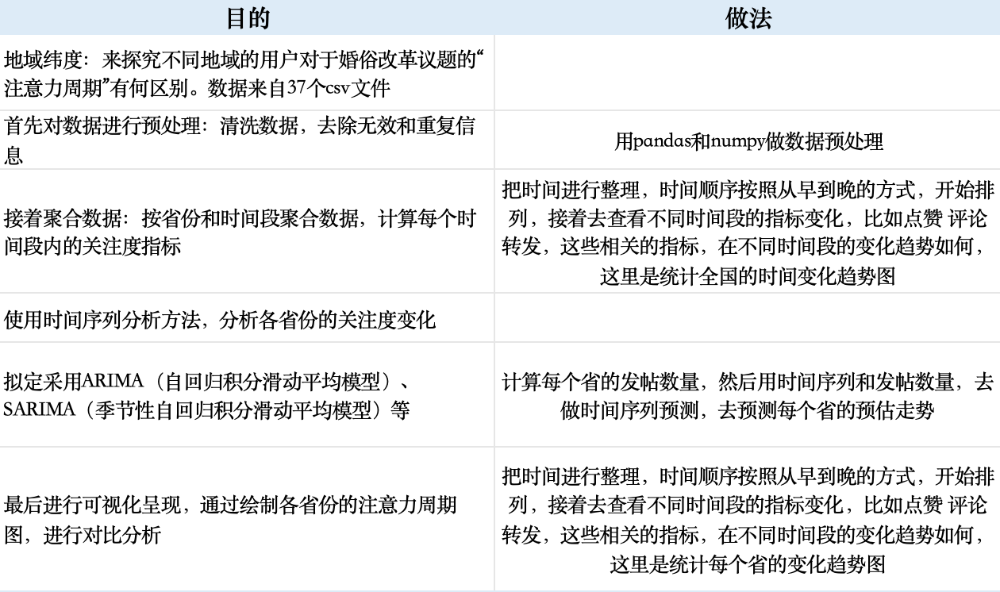 目的
做法
地域纬度：来探究不同地域的用户对于婚俗改革议题的“
注意力周期”有何区别。数据来自37个csv文件
首先对数据进行预处理：清洗数据，去除无效和重复信
息
用pandas和numpy做数据预处理
接着聚合数据：按省份和时间段聚合数据，计算每个时
间段内的关注度指标
把时间进行整理，时间顺序按照从早到晚的方式，开始排
列，接着去查看不同时间段的指标变化，比如点赞 评论
转发，这些相关的指标，在不同时间段的变化趋势如何，
这里是统计全国的时间变化趋势图
使用时间序列分析方法，分析各省份的关注度变化
拟定采用ARIMA（自回归积分滑动平均模型）、
SARIMA（季节性自回归积分滑动平均模型）等
计算每个省的发帖数量，然后用时间序列和发帖数量，去
做时间序列预测，去预测每个省的预估走势
最后进行可视化呈现，通过绘制各省份的注意力周期
图，进行对比分析
把时间进行整理，时间顺序按照从早到晚的方式，开始排
列，接着去查看不同时间段的指标变化，比如点赞 评论
转发，这些相关的指标，在不同时间段的变化趋势如何，
这里是统计每个省的变化趋势图